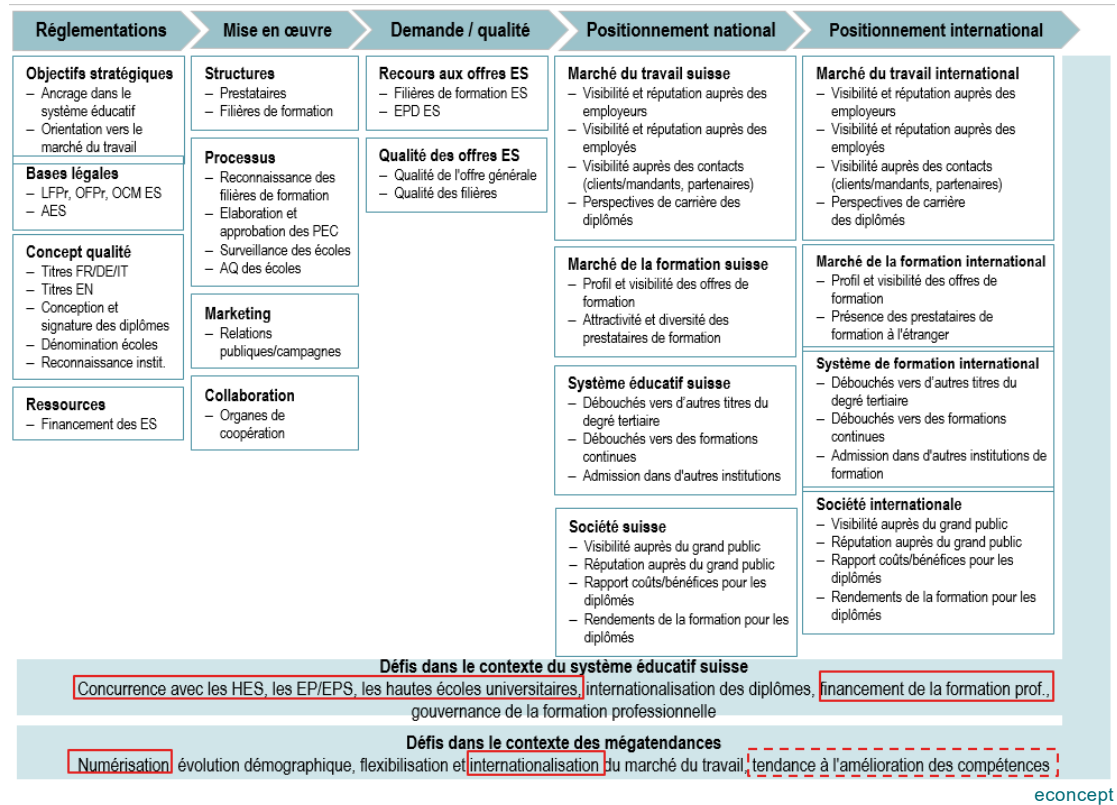 Réglementations
Mise en œuvre
Demande / qualité
Positionnement national
Positionnement international
Objectifs stratégiques
– Ancrage dans le
système éducatif
– Orientation vers le
marché du travail
Bases légales
– LFPr, OFPr, OCM ES
– AES
Concept qualité
– Titres FR/DE/IT
– Titres EN
– Conception et
signature des diplômes
– Dénomination écoles
– Reconnaissance instit.
Ressources
– Financement des ES
Structures
– Prestataires
– Filières de formation
Processus
– Reconnaissance des
filières de formation
– Elaboration et
approbation des PEC
– Surveillance des écoles
– AQ des écoles
Marketing
– Relations
publiques/campagnes
Collaboration
– Organes de
coopération
Recours aux offres ES
– Filières de formation ES
– EPD ES
Qualité des offres ES
– Qualité de l'offre générale
– Qualité des filières
Marché du travail suisse
– Visibilité et réputation auprès des
employeurs
– Visibilité et réputation auprès des
employés
– Visibilité auprès des contacts
(clients/mandants, partenaires)
– Perspectives de carrière des
diplômés
Marché de la formation suisse
– Profil et visibilité des offres de
formation
– Attractivité et diversité des
prestataires de formation
Système éducatif suisse
– Débouchés vers d'autres titres du
degré tertiaire
– Débouchés vers des formations
continues
– Admission dans d'autres institutions
Société suisse
– Visibilité auprès du grand public
– Réputation auprès du grand public
– Rapport coûts/bénéfices pour les
diplômés
– Rendements de la formation pour les
diplômés
Marché du travail international
– Visibilité et réputation auprès des
employeurs
– Visibilité et réputation auprès des
employés
– Visibilité auprès des contacts
(clients/mandants, partenaires)
– Perspectives de carrière
des diplômés
Marché de la formation international
– Profil et visibilité des offres de
formation
– Présence des prestataires de
formation à l'étranger
Système de formation international
– Débouchés vers d'autres titres du
degré tertiaire
– Débouchés vers des formations
continues
– Admission dans d'autres institutions de
formation
Société internationale
– Visibilité auprès du grand public
– Réputation auprès du grand public
– Rapport coûts/bénéfices pour les
diplômés
– Rendements de la formation pour les
diplômés
Défis dans le contexte du système éducatif suisse
Concurrence avec les HES, les EP/EPS, les hautes écoles universitaires, internationalisation des diplômes, financement de la formation prof.,
gouvernance de la formation professionnelle
Défis dans le contexte des mégatendances
Numérisation, évolution démographique, flexibilisation et internationalisation du marché du travail, tendance à l'amélioration des compétences
econcept